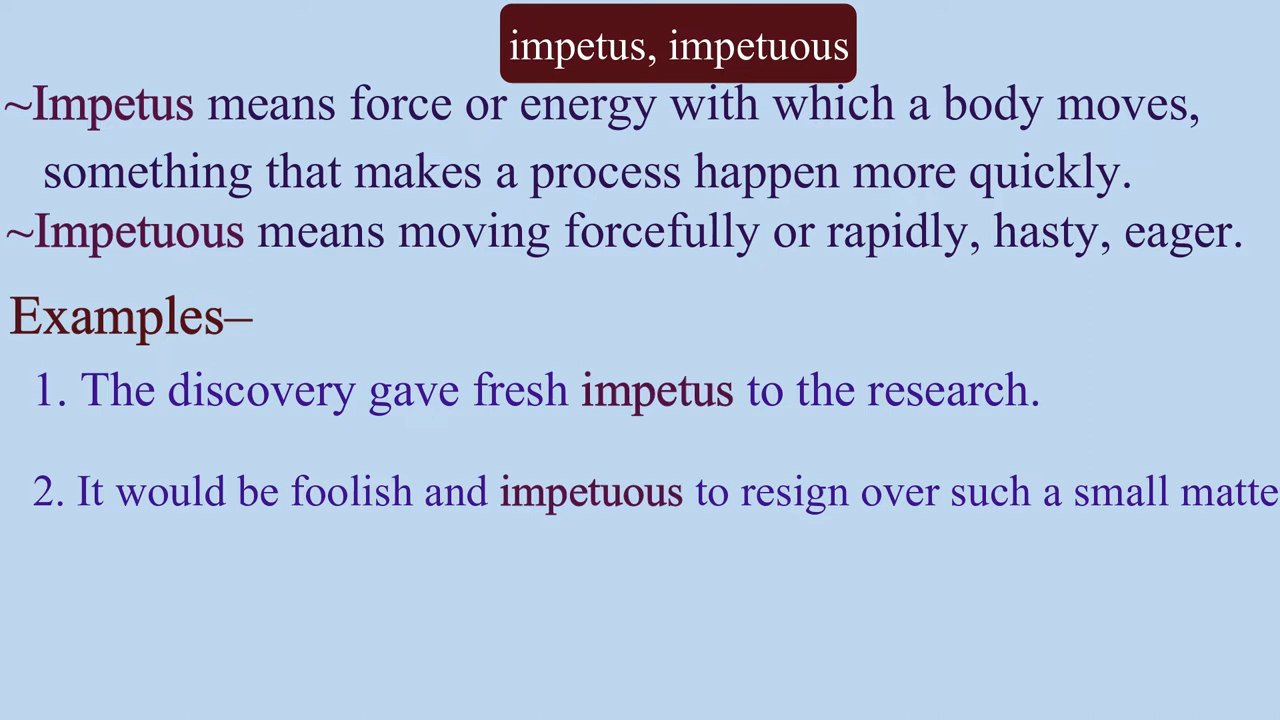 impetus, impetuous
~Impetus means force or energy with which a body moves,
something that makes a process happen more quickly.
~Impetuous means moving forcefully or rapidly, hasty, eager.
Examples–
1. The discovery gave fresh impetus to the research.
2. It would be foolish and impetuous to resign over such a small matte